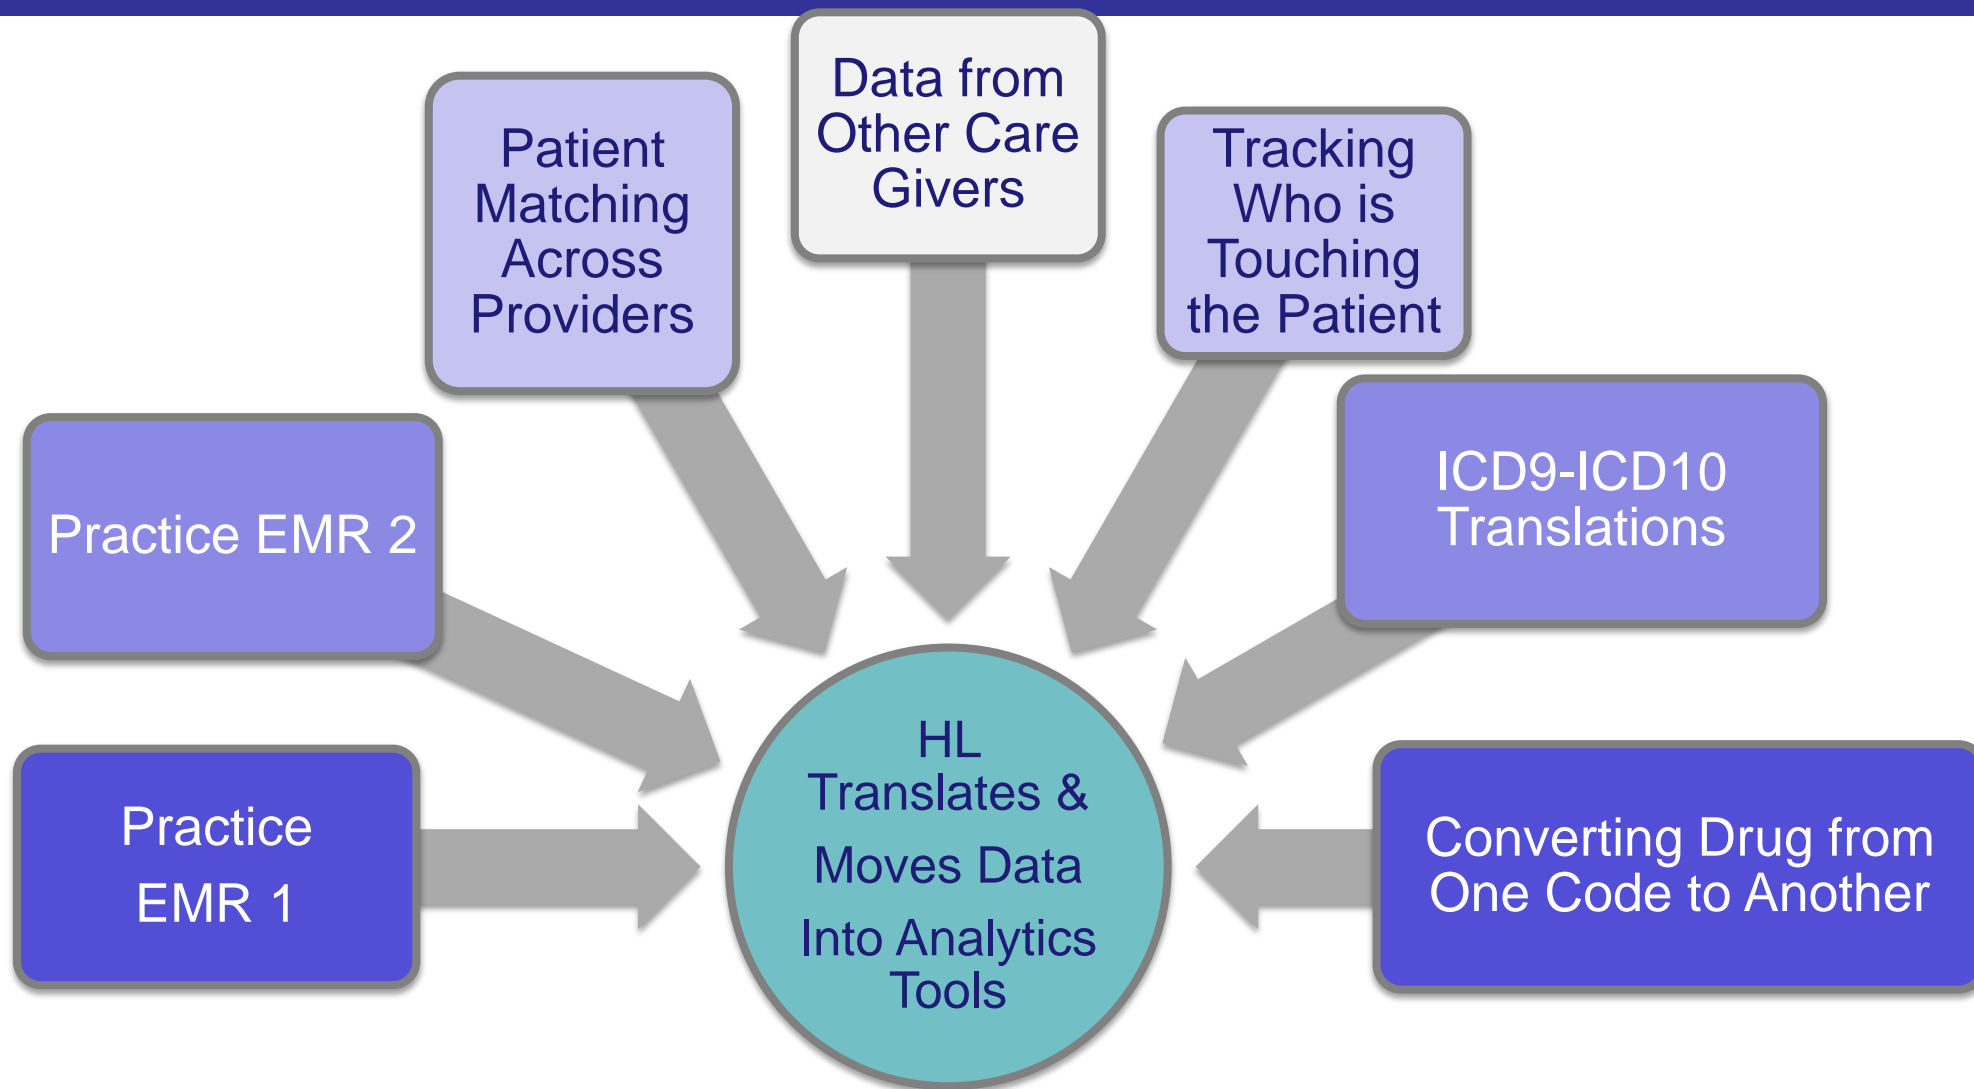 Data from
Other Care
Givers
Patient
Matching
Across
Providers
Tracking
Who is
Touching
the Patient
Practice EMR 2
ICD9-ICD10
Translations
Practice
EMR 1
HL
Translates &
Moves Data
Into Analytics
Tools
Converting Drug from
One Code to Another